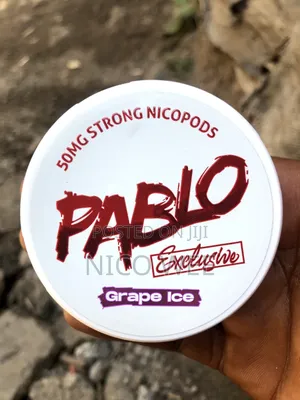 50MG STRONG NICOPODS
PABLO
Exclusive
POSTED ON JIJI
Grape Ice